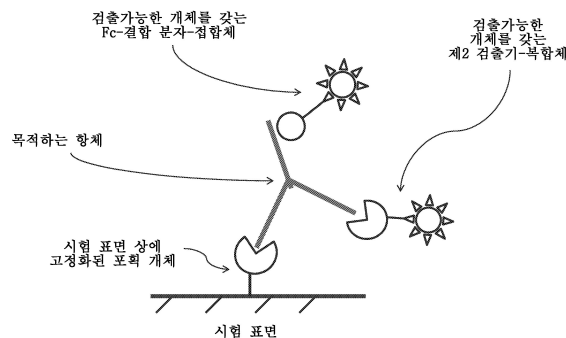 검출가능한 개체를 갖는
Fc-결합 분자-접합체
검출가능한
개체를 갖는
제2 검출기-복합체
목적하는 항체
시험 표면 상에
고정화된 포획 개체
시험 표면